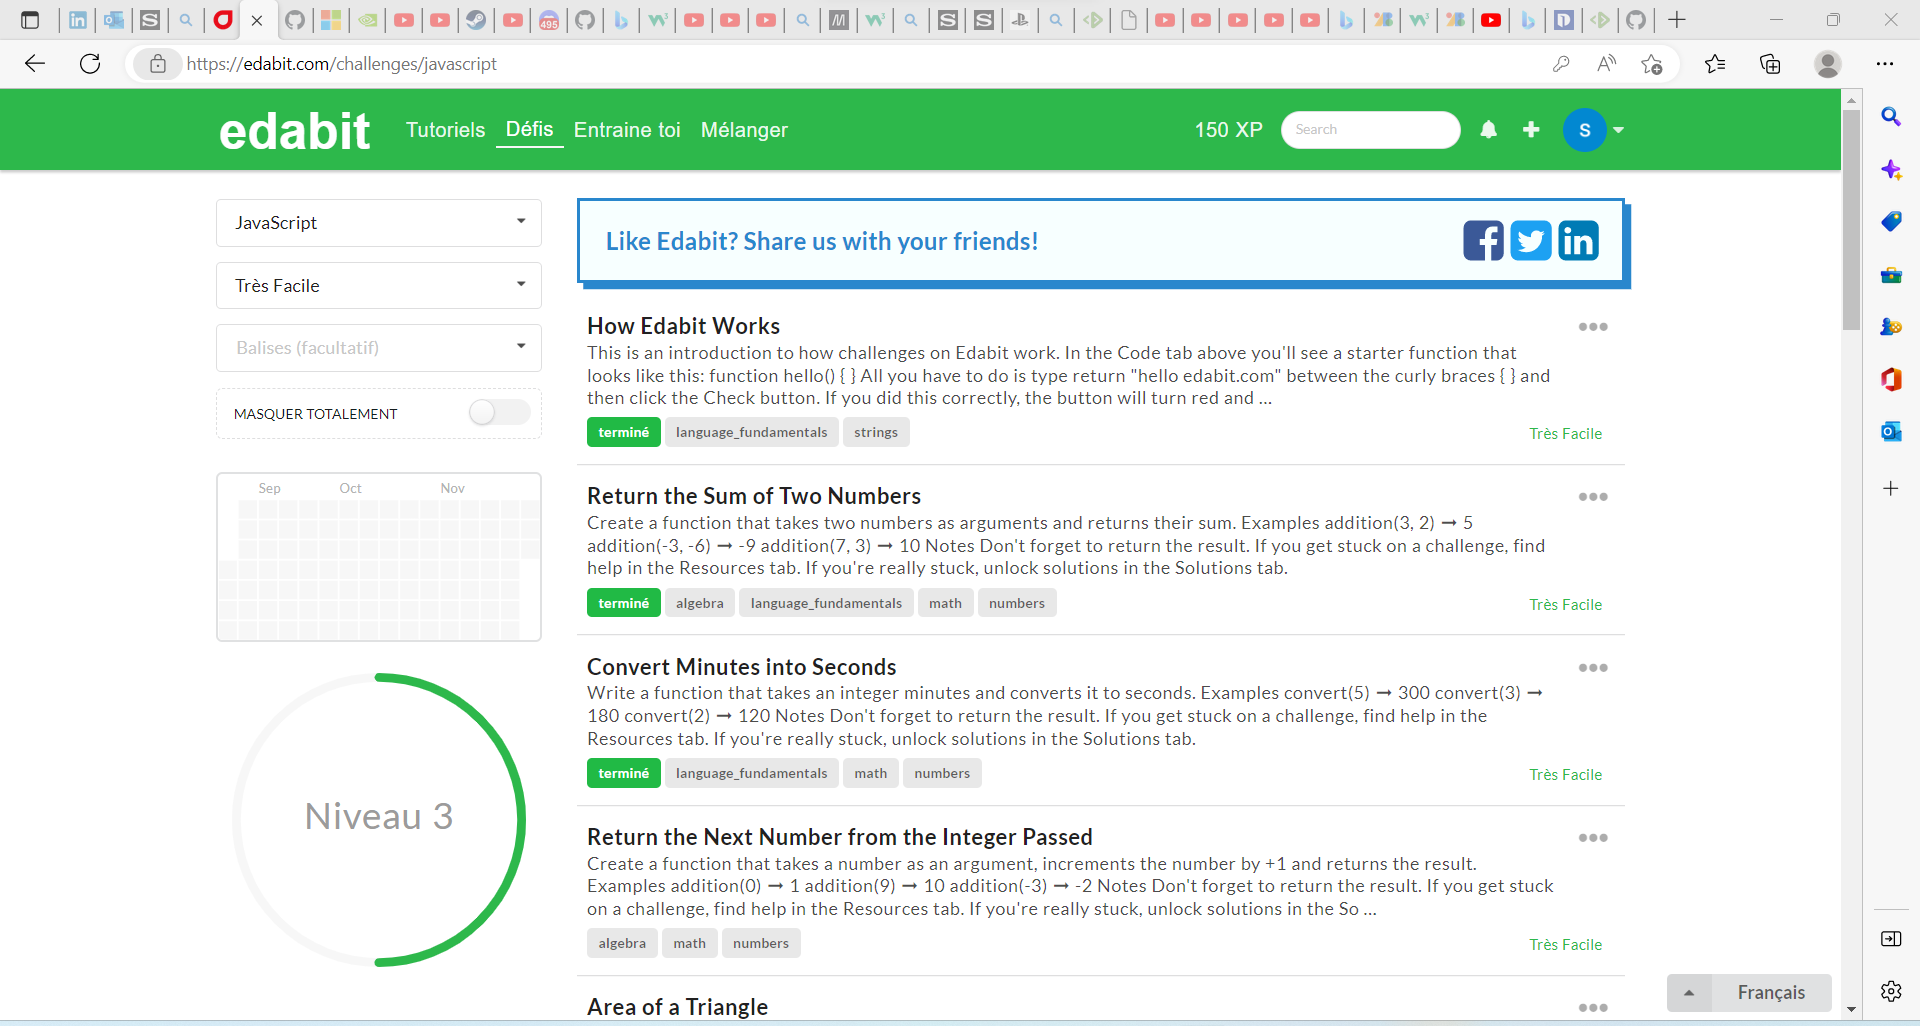 495
https://edabit.com/challenges/javascript
edabit
Tutoriels
Défis
Entraine toi
Mélanger
150 XP
Search
S
JavaScript
Très Facile
Balises (facultatif)
MASQUER TOTALEMENT
Sep Oct Nov
Niveau 3
Like Edabit? Share us with your friends!
How Edabit Works
This is an introduction to how challenges on Edabit work. In the Code tab above you'll see a starter function that
looks like this: function hello() { } All you have to do is type return "hello edabit.com" between the curly braces { } and
then click the Check button. If you did this correctly, the button will turn red and ...
terminé language_fundamentals strings Très Facile
Return the Sum of Two Numbers
Create a function that takes two numbers as arguments and returns their sum. Examples addition(3, 2) ➞ 5
addition(-3, -6) ➞ -9 addition(7, 3) ➞ 10 Notes Don't forget to return the result. If you get stuck on a challenge, find
help in the Resources tab. If you're really stuck, unlock solutions in the Solutions tab.
terminé algebra language_fundamentals math numbers Très Facile
Convert Minutes into Seconds
Write a function that takes an integer minutes and converts it to seconds. Examples convert(5) ➞ 300 convert(3) ➞
180 convert(2) ➞ 120 Notes Don't forget to return the result. If you get stuck on a challenge, find help in the
Resources tab. If you're really stuck, unlock solutions in the Solutions tab.
terminé language_fundamentals math numbers Très Facile
Return the Next Number from the Integer Passed
Create a function that takes a number as an argument, increments the number by +1 and returns the result.
Examples addition(0) ➞ 1 addition(9) ➞ 10 addition(-3) ➞ -2 Notes Don't forget to return the result. If you get stuck
on a challenge, find help in the Resources tab. If you're really stuck, unlock solutions in the So ...
algebra math numbers Très Facile
Area of a Triangle
Français